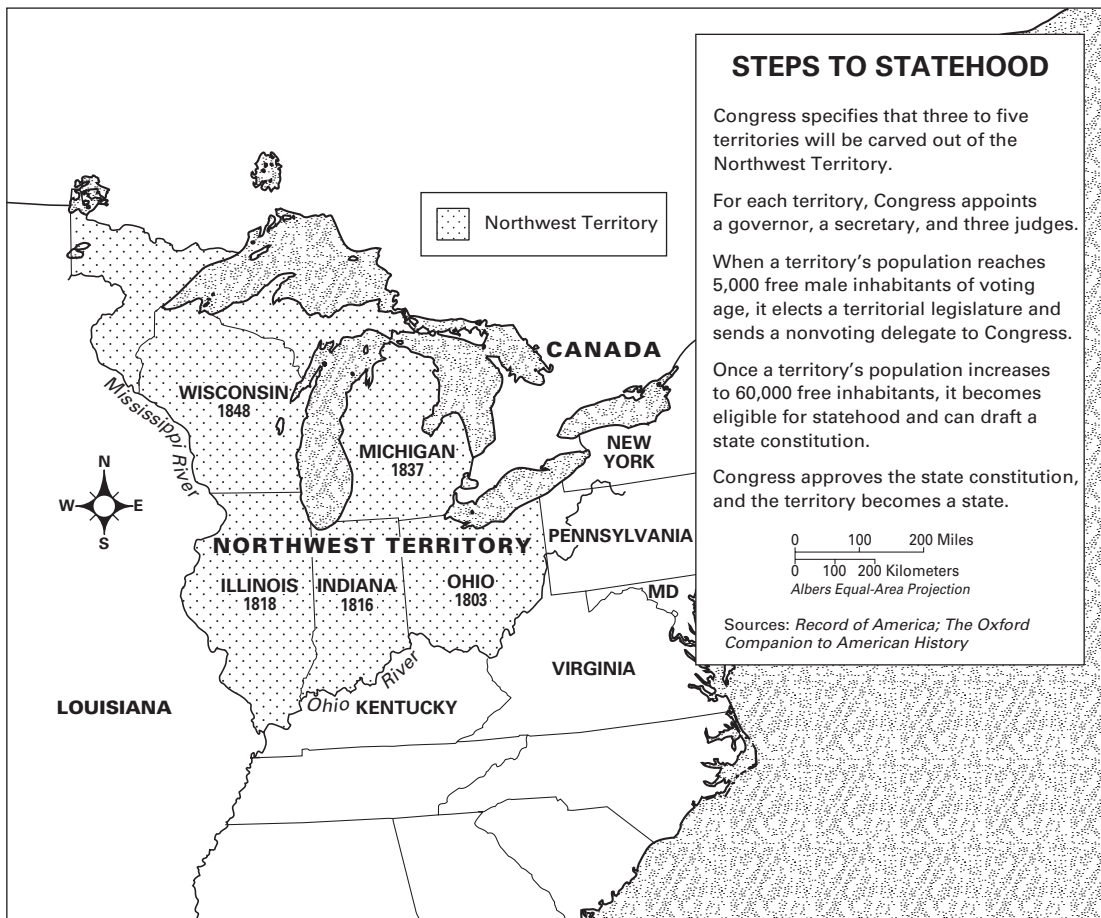 STEPS TO STATEHOOD
Congress specifies that three to five
territories will be carved out of the
Northwest Territory.
For each territory, Congress appoints
a governor, a secretary, and three judges.
When a territory's population reaches
5,000 free male inhabitants of voting
age, it elects a territorial legislature and
sends a nonvoting delegate to Congress.
Once a territory's population increases
to 60,000 free inhabitants, it becomes
eligible for statehood and can draft a
state constitution.
Congress approves the state constitution,
and the territory becomes a state.
0 100 200 Miles
0 100 200 Kilometers
Albers Equal-Area Projection
Sources: Record of America; The Oxford
Companion to American History
Northwest Territory
CANADA
WISCONSIN
1848
Mississippi River
MICHIGAN
1837
NEW
YORK
N
W E
S
NORTHWEST TERRITORY
PENNSYLVANIA
ILLINOIS
1818
INDIANA
1816
OHIO
1803
MD
VIRGINIA
Ohio River
KENTUCKY
LOUISIANA